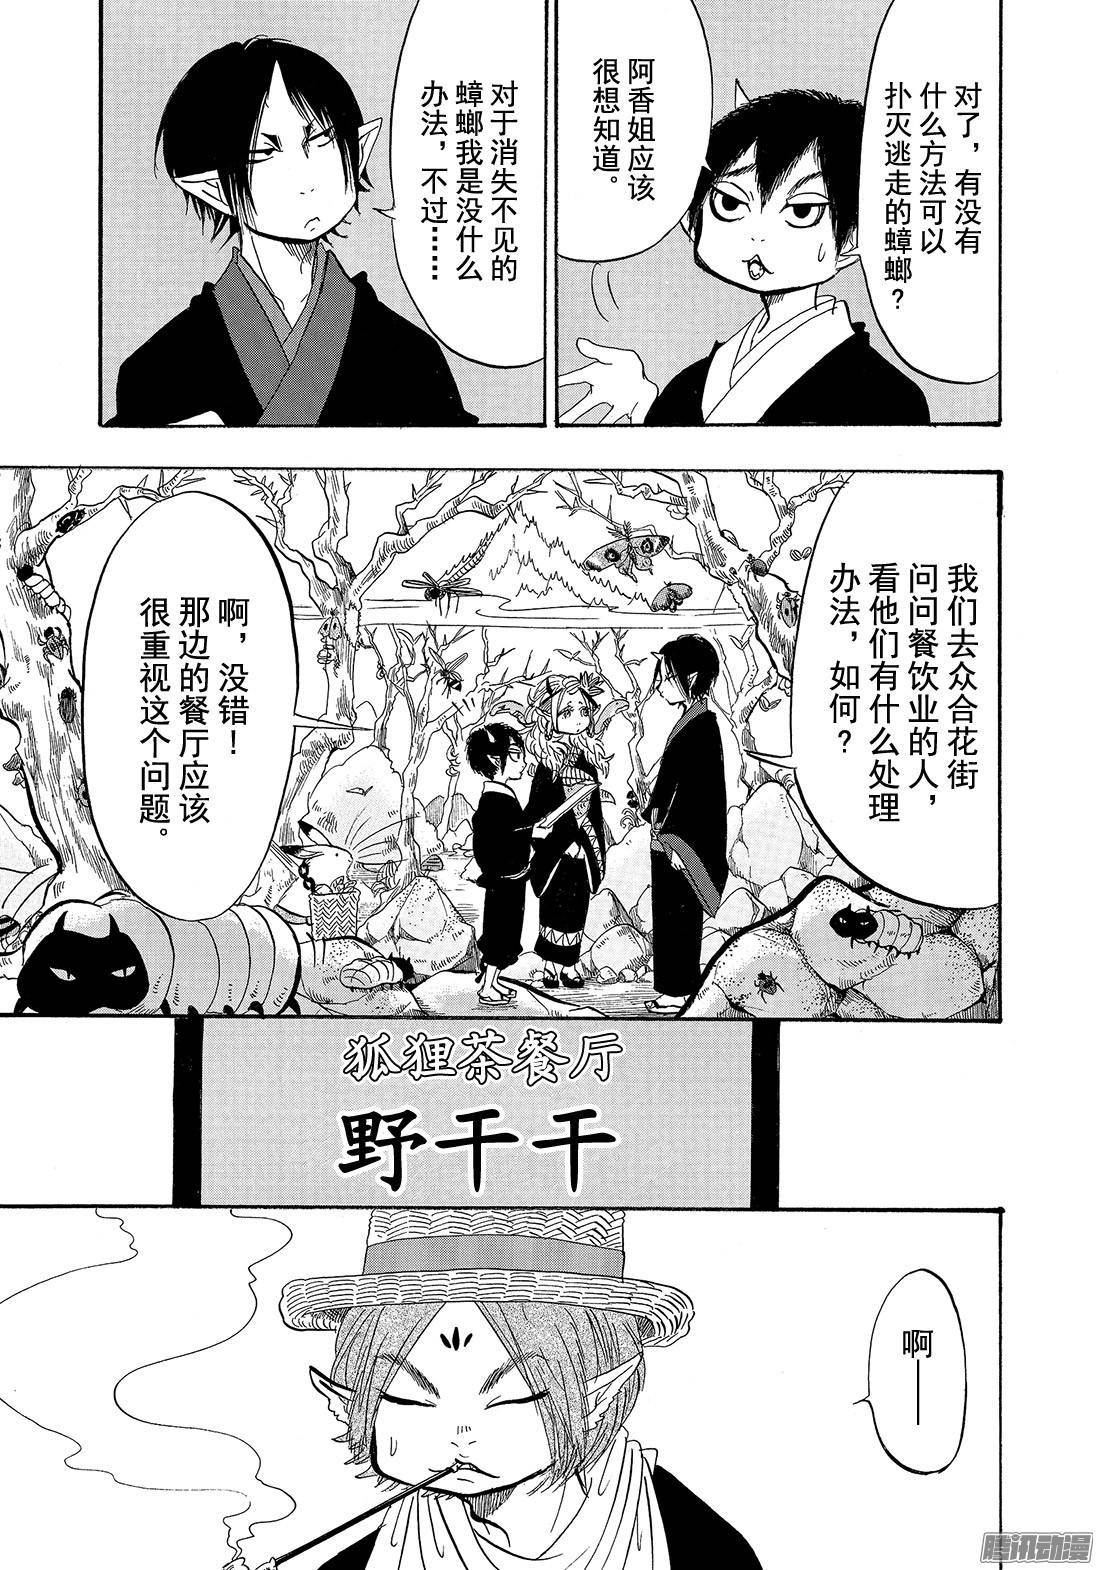 对了，有没有
什么方法可以
扑灭逃走的蟑螂？
阿香姐应该
很想知道。
对于消失不见的
蟑螂我是没什么
办法，不过……
我们去众合花街
问问餐饮业的人，
看他们有什么处理
办法，如何？
啊，没错！
那边的餐厅应该
很重视这个问题。
狐狸茶餐厅
野干干
啊——
腾讯动漫